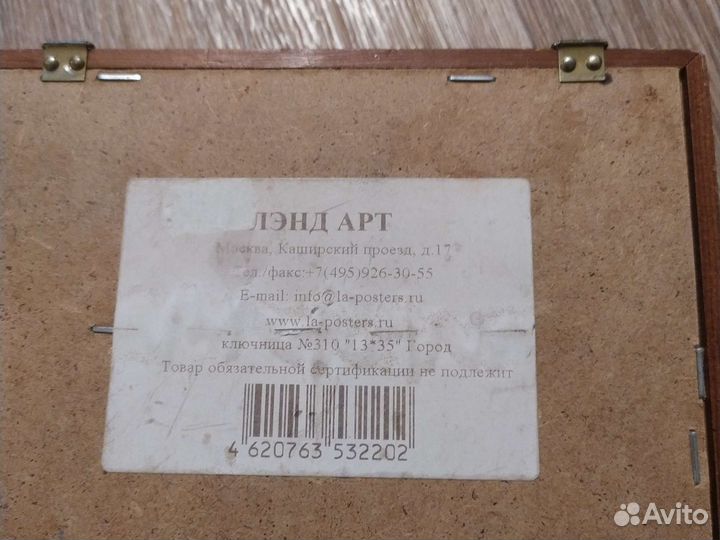 ЛЭНД АРТ
Москва, Каширский проезд, д.17
Тел./факс:+7(495)926-30-55
E-mail: info@la-posters.ru
www.la-posters.ru
ключница №310 "13*35" Город
Товар обязательной сертификации не подлежит
4 620763 532202
Avito